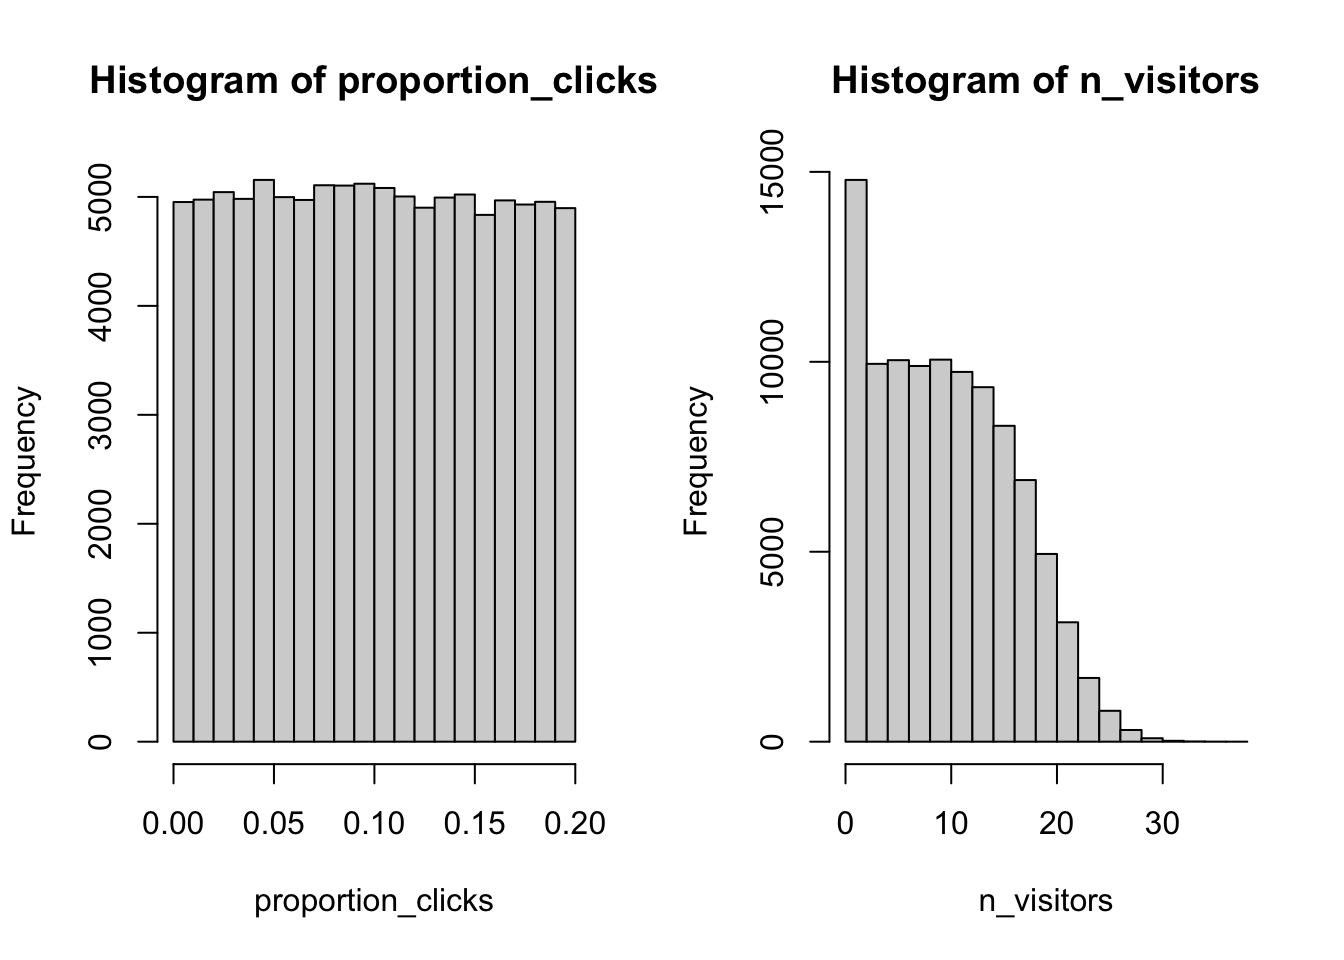 Histogram of proportion_clicks
Frequency
5000
4000
3000
2000
1000
0
0.00 0.05 0.10 0.15 0.20
proportion_clicks
Histogram of n_visitors
Frequency
15000
10000
5000
0
0 10 20 30
n_visitors